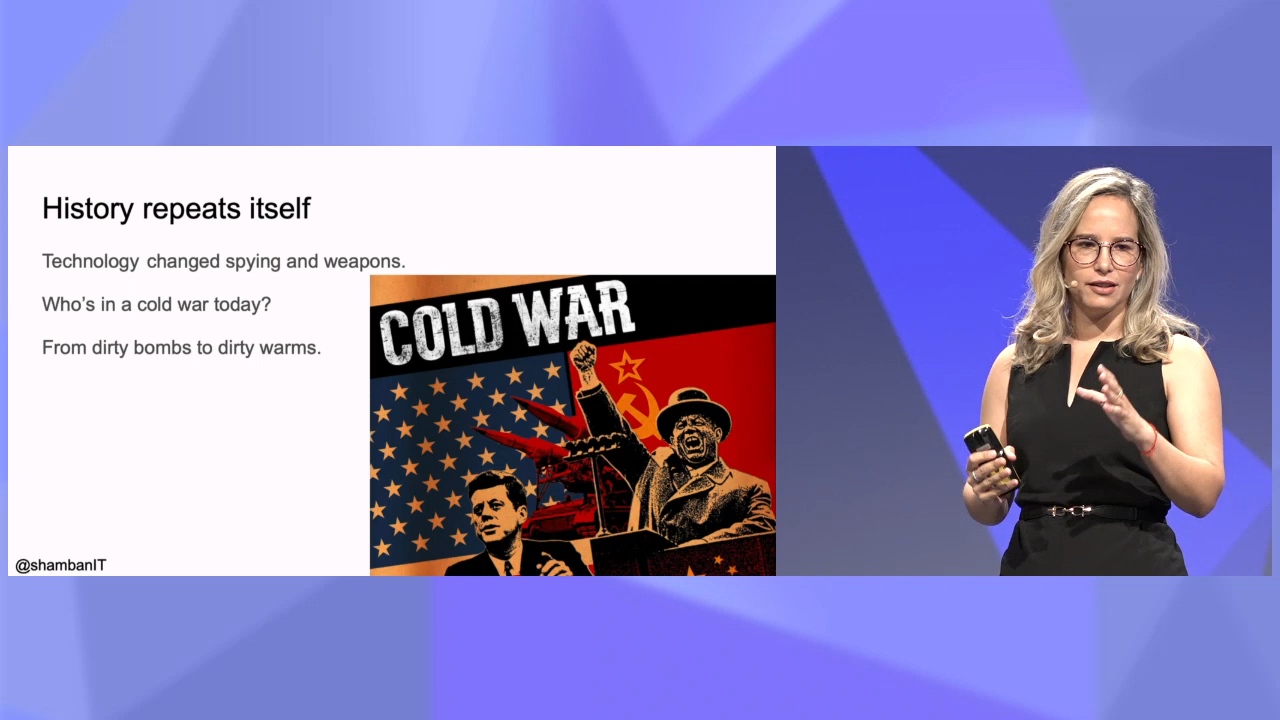 History repeats itself
Technology changed spying and weapons.
Who's in a cold war today?
From dirty bombs to dirty warms.
COLD WAR
@shambanIT